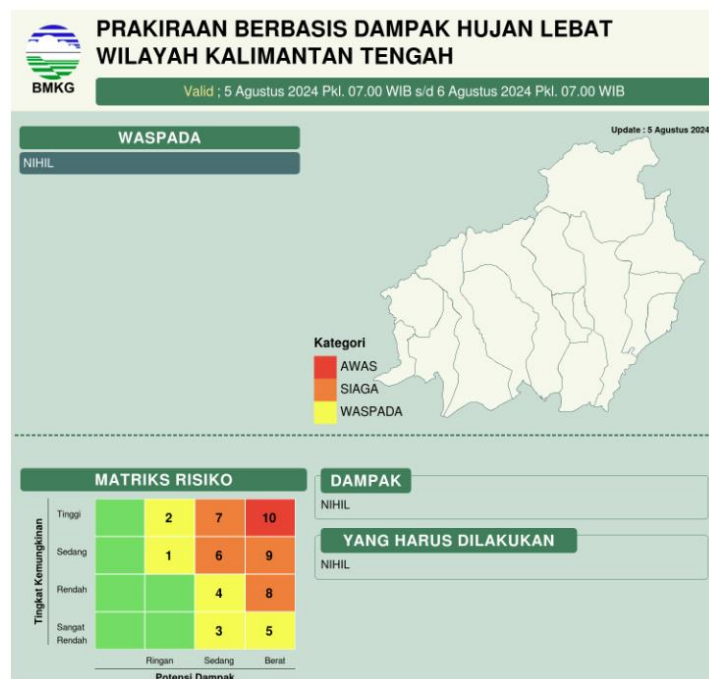 PRAKIRAAN BERBASIS DAMPAK HUJAN LEBAT
WILAYAH KALIMANTAN TENGAH
BMKG
Valid ; 5 Agustus 2024 Pkl. 07.00 WIB s/d 6 Agustus 2024 Pkl. 07.00 WIB
WASPADA
NIHIL
Update : 5 Agustus 2024
Kategori
AWAS
SIAGA
WASPADA
MATRIKS RISIKO
Tingkat Kemungkinan
Tinggi
2
7
10
Sedang
1
6
9
Rendah
4
8
Sangat
Rendah
3
5
Ringan
Sedang
Berat
Potensi Dampak
DAMPAK
NIHIL
YANG HARUS DILAKUKAN
NIHIL